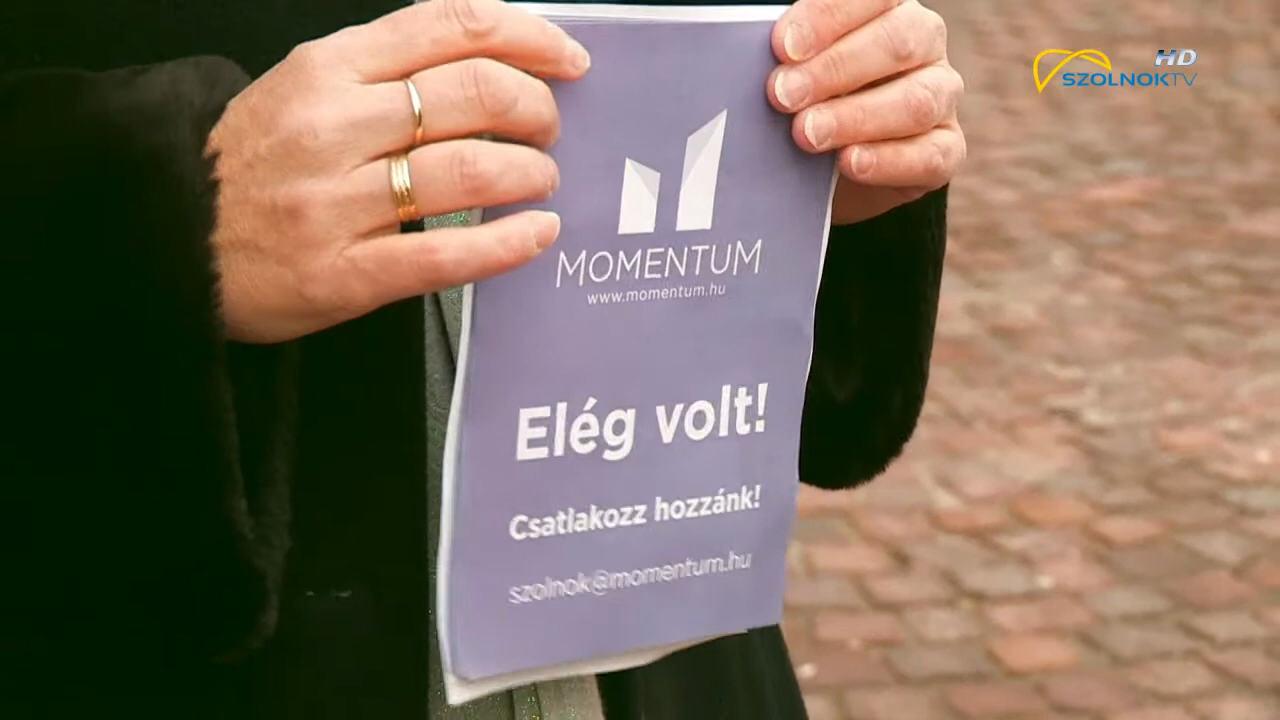 HD
SZOLNOKTV
MOMENTUM
www.momentum.hu
Elég volt!
Csatlakozz hozzánk!
szolnok@momentum.hu